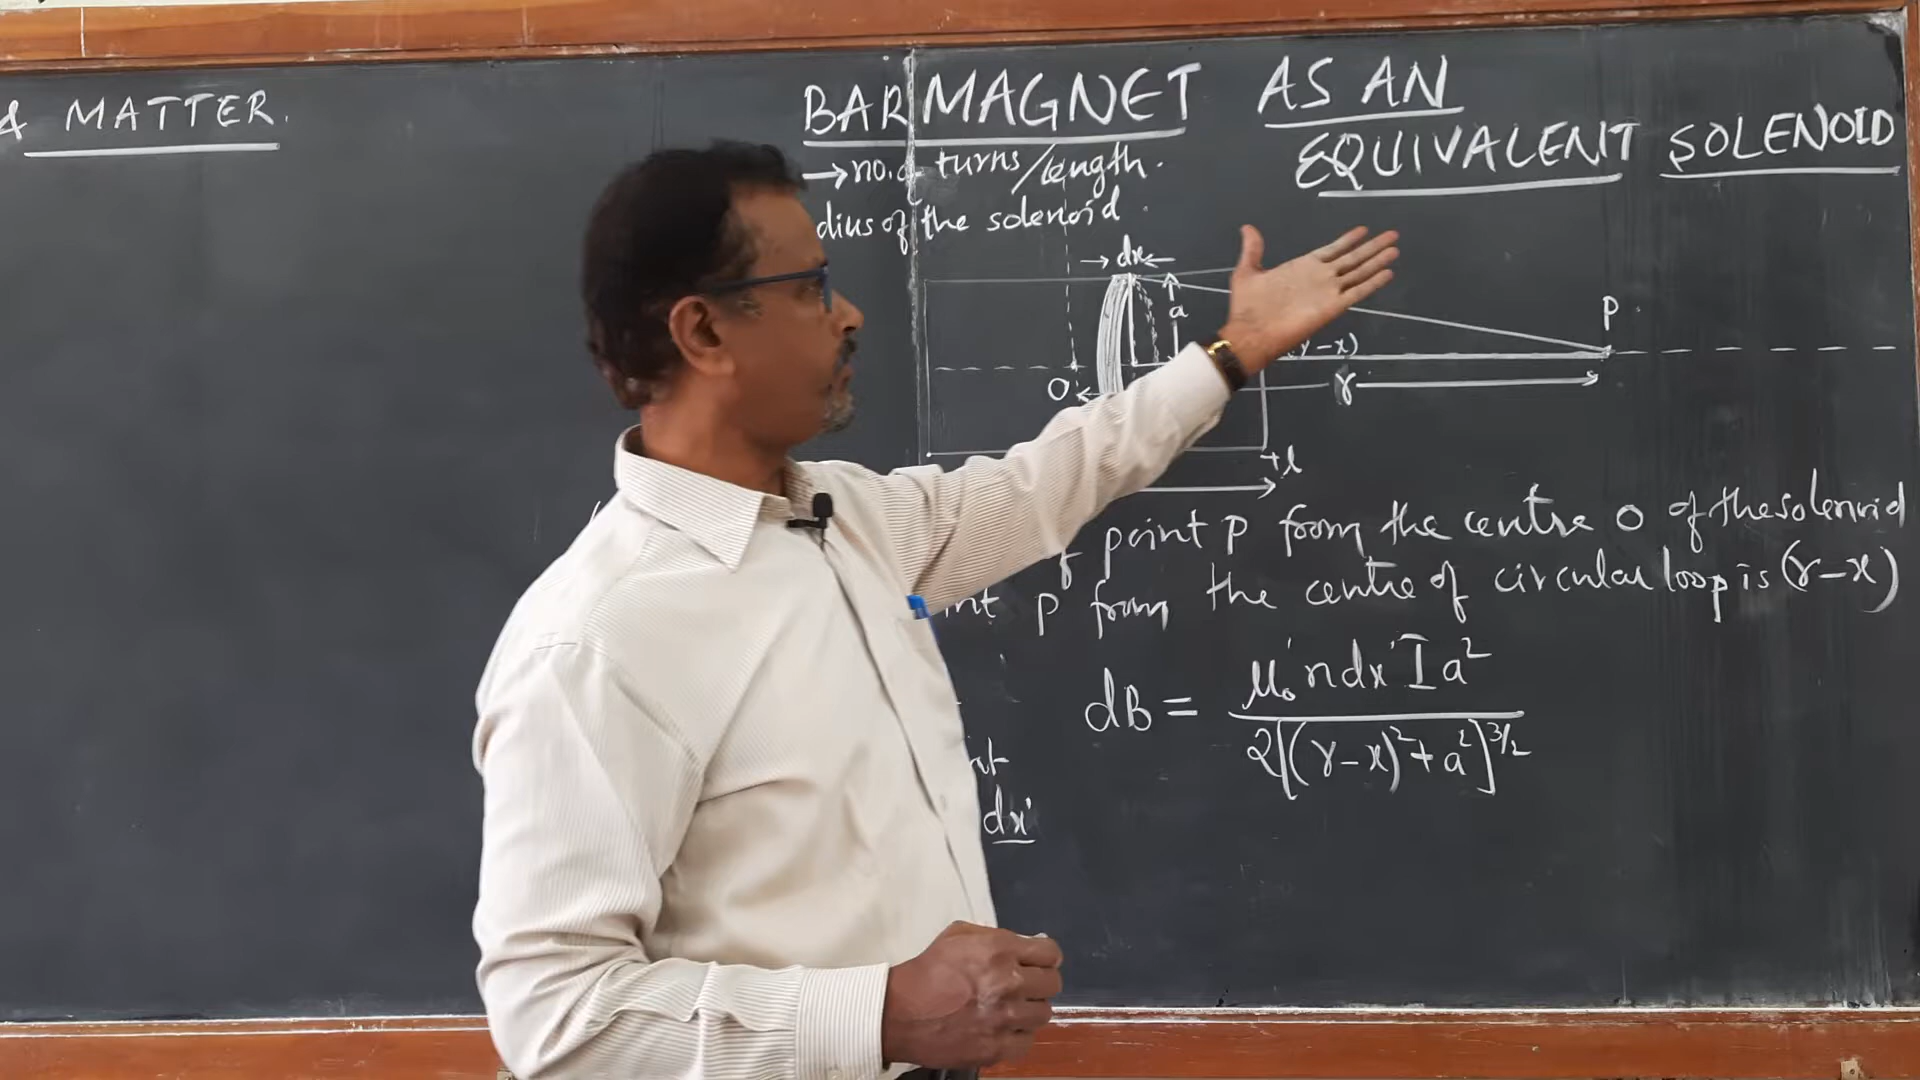 & MATTER.
BAR MAGNET AS AN
EQUIVALENT SOLENOID
→ no. of turns/length.
dius of the solenoid.
→ dx ←
a
P
(r-x)
O
r
+l
f point P from the centre O of the solenoid
int P from the centre of circular loop is (r-x)
dB = μ₀ n dx I a² / 2[(r-x)² + a²]^3/2
dx